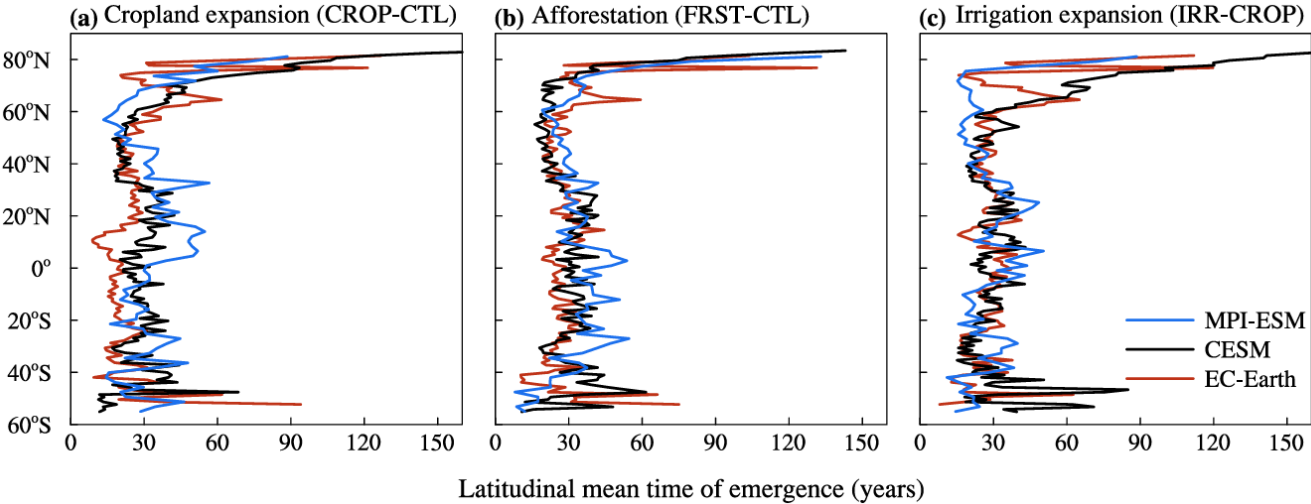 (a) Cropland expansion (CROP-CTL)
(b) Afforestation (FRST-CTL)
(c) Irrigation expansion (IRR-CROP)
80°N
60°N
40°N
20°N
0°
20°S
40°S
60°S
0 30 60 90 120 150
0 30 60 90 120 150
0 30 60 90 120 150
MPI-ESM
CESM
EC-Earth
Latitudinal mean time of emergence (years)